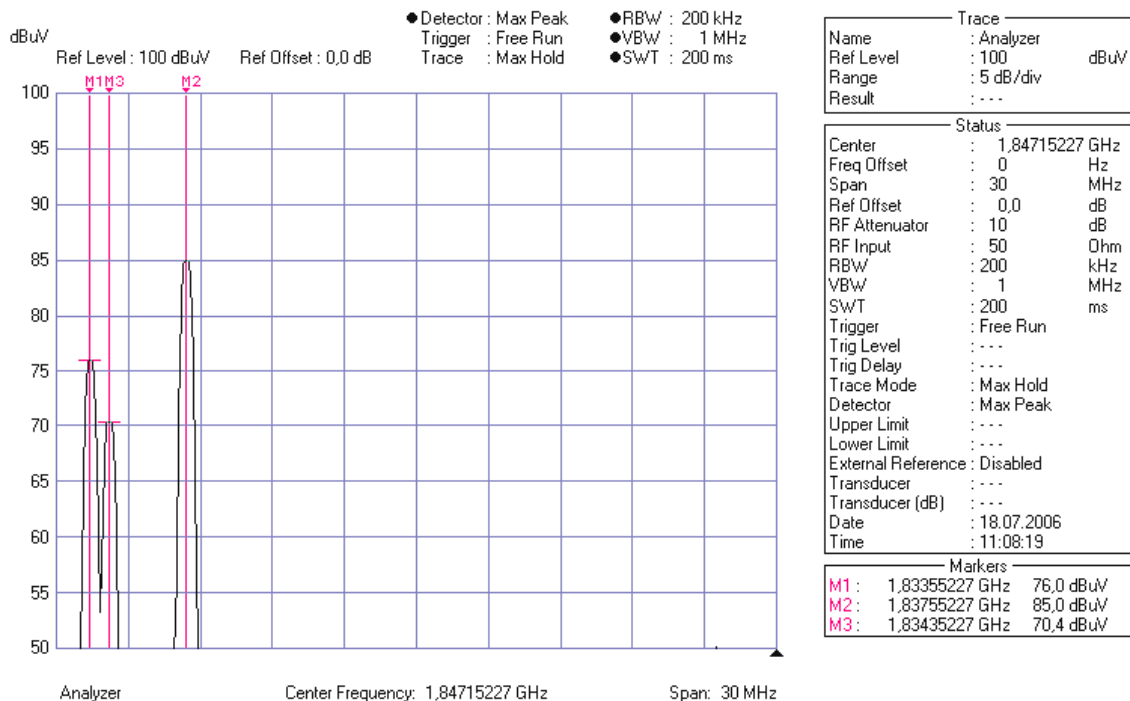 ● Detector : Max Peak ● RBW : 200 kHz
dBuV Trigger : Free Run ● VBW : 1 MHz
Ref Level : 100 dBuV Ref Offset : 0,0 dB Trace : Max Hold ● SWT : 200 ms
M1 M3 M2
100
95
90
85
80
75
70
65
60
55
50
Analyzer Center Frequency: 1,84715227 GHz Span: 30 MHz
Trace
Name : Analyzer
Ref Level : 100 dBuV
Range : 5 dB/div
Result : - - -
Status
Center : 1,84715227 GHz
Freq Offset : 0 Hz
Span : 30 MHz
Ref Offset : 0,0 dB
RF Attenuator : 10 dB
RF Input : 50 Ohm
RBW : 200 kHz
VBW : 1 MHz
SWT : 200 ms
Trigger : Free Run
Trig Level : - - -
Trig Delay : - - -
Trace Mode : Max Hold
Detector : Max Peak
Upper Limit : - - -
Lower Limit : - - -
External Reference : Disabled
Transducer : - - -
Transducer (dB) : - - -
Date : 18.07.2006
Time : 11:08:19
Markers
M1 : 1,83355227 GHz 76,0 dBuV
M2 : 1,83755227 GHz 85,0 dBuV
M3 : 1,83435227 GHz 70,4 dBuV